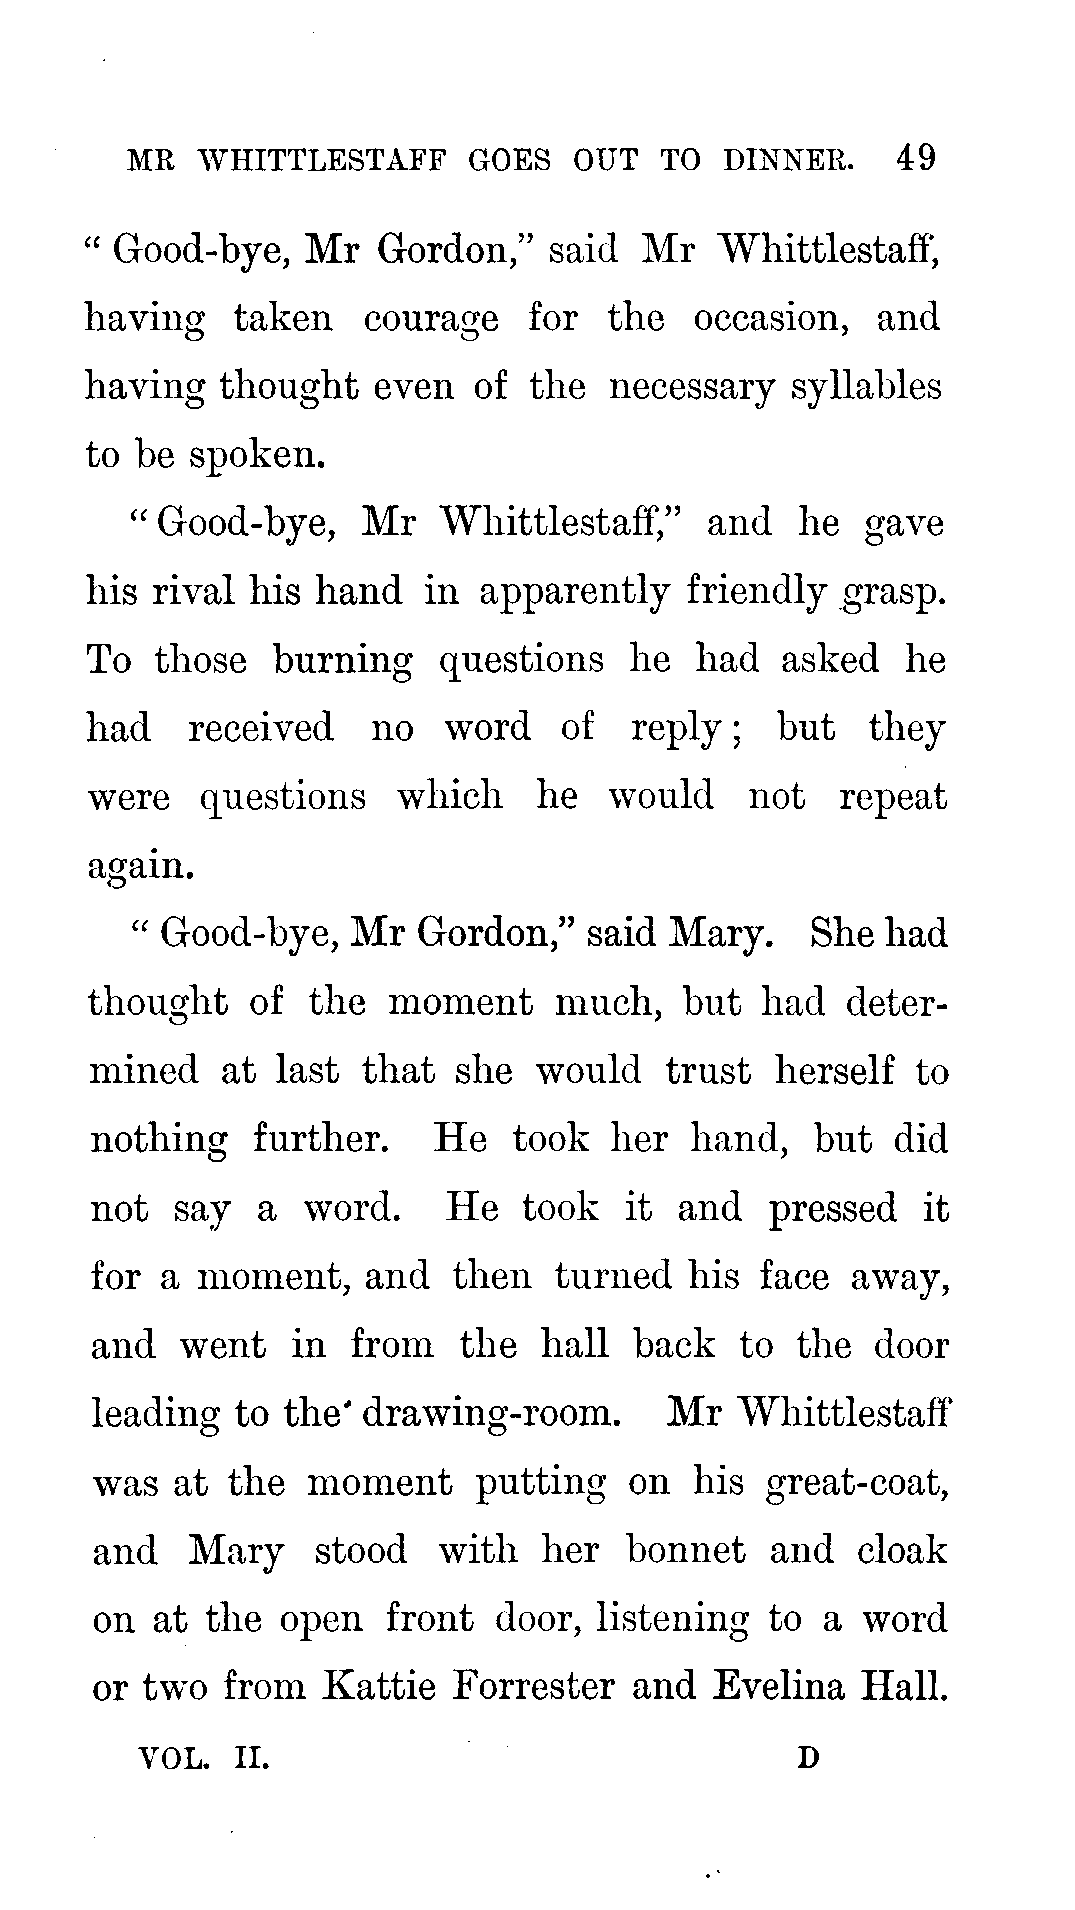 MR WHITTLESTAFF GOES OUT TO DINNER. 49
“ Good-bye, Mr Gordon,” said Mr Whittlestaff,
having taken courage for the occasion, and
having thought even of the necessary syllables
to be spoken.
“ Good-bye, Mr Whittlestaff,” and he gave
his rival his hand in apparently friendly grasp.
To those burning questions he had asked he
had received no word of reply ; but they
were questions which he would not repeat
again.
“ Good-bye, Mr Gordon,” said Mary. She had
thought of the moment much, but had deter-
mined at last that she would trust herself to
nothing further. He took her hand, but did
not say a word. He took it and pressed it
for a moment, and then turned his face away,
and went in from the hall back to the door
leading to the drawing-room. Mr Whittlestaff
was at the moment putting on his great-coat,
and Mary stood with her bonnet and cloak
on at the open front door, listening to a word
or two from Kattie Forrester and Evelina Hall.
VOL. II. D